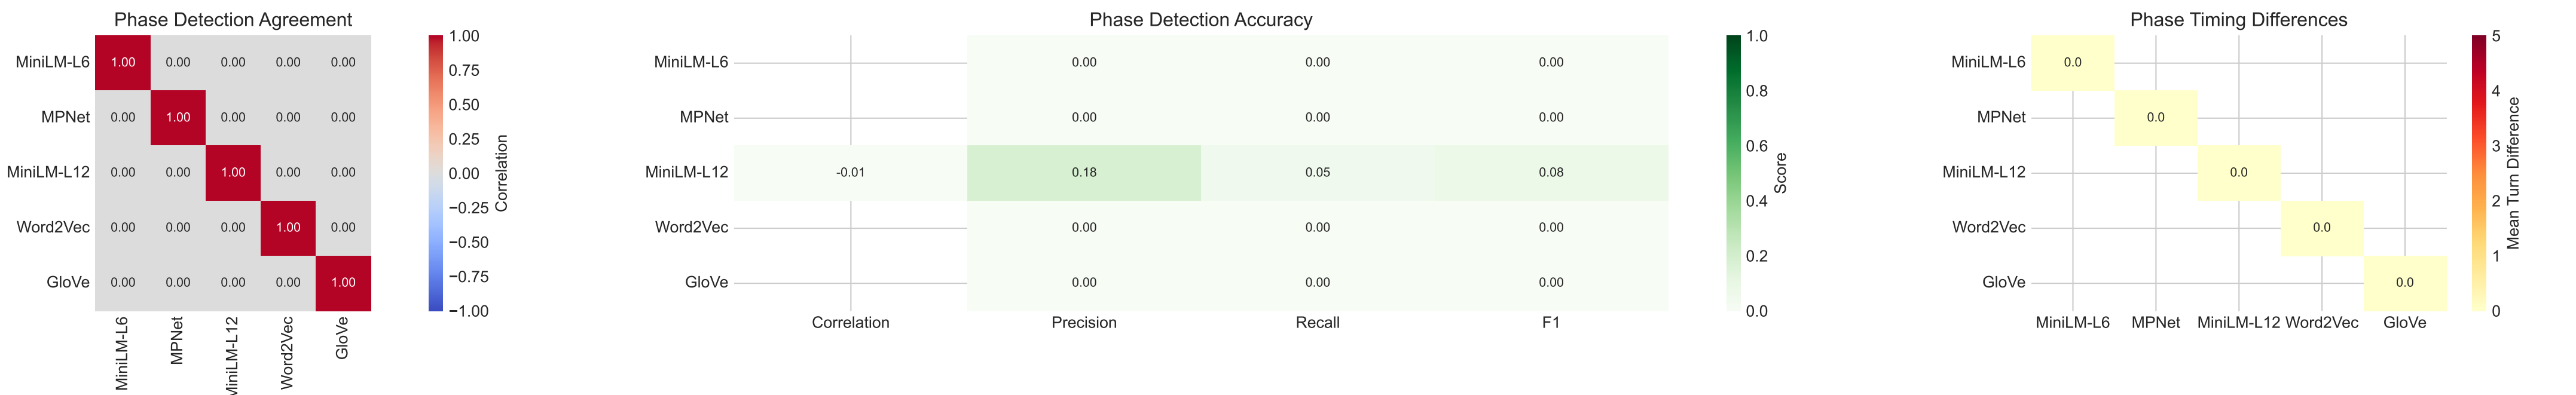 Phase Detection Agreement
MiniLM-L6 1.00 0.00 0.00 0.00 0.00
MPNet 0.00 1.00 0.00 0.00 0.00
MiniLM-L12 0.00 0.00 1.00 0.00 0.00
Word2Vec 0.00 0.00 0.00 1.00 0.00
GloVe 0.00 0.00 0.00 0.00 1.00
MiniLM-L6
MPNet
MiniLM-L12
Word2Vec
GloVe
1.00
0.75
0.50
0.25
0.00
−0.25
−0.50
−0.75
−1.00
Correlation
Phase Detection Accuracy
MiniLM-L6 0.00 0.00 0.00
MPNet 0.00 0.00 0.00
MiniLM-L12 -0.01 0.18 0.05 0.08
Word2Vec 0.00 0.00 0.00
GloVe 0.00 0.00 0.00
Correlation Precision Recall F1
1.0
0.8
0.6
0.4
0.2
0.0
Score
Phase Timing Differences
MiniLM-L6 0.0
MPNet 0.0
MiniLM-L12 0.0
Word2Vec 0.0
GloVe 0.0
MiniLM-L6 MPNet MiniLM-L12 Word2Vec GloVe
5
4
3
2
1
0
Mean Turn Difference